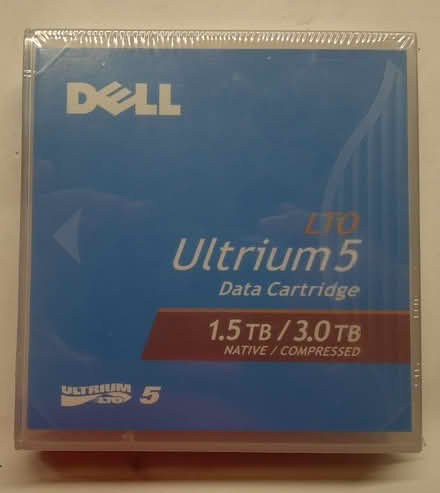 DELL
LTO
Ultrium 5
Data Cartridge
1.5 TB / 3.0 TB
NATIVE / COMPRESSED
ULTRIUM
LTO 5